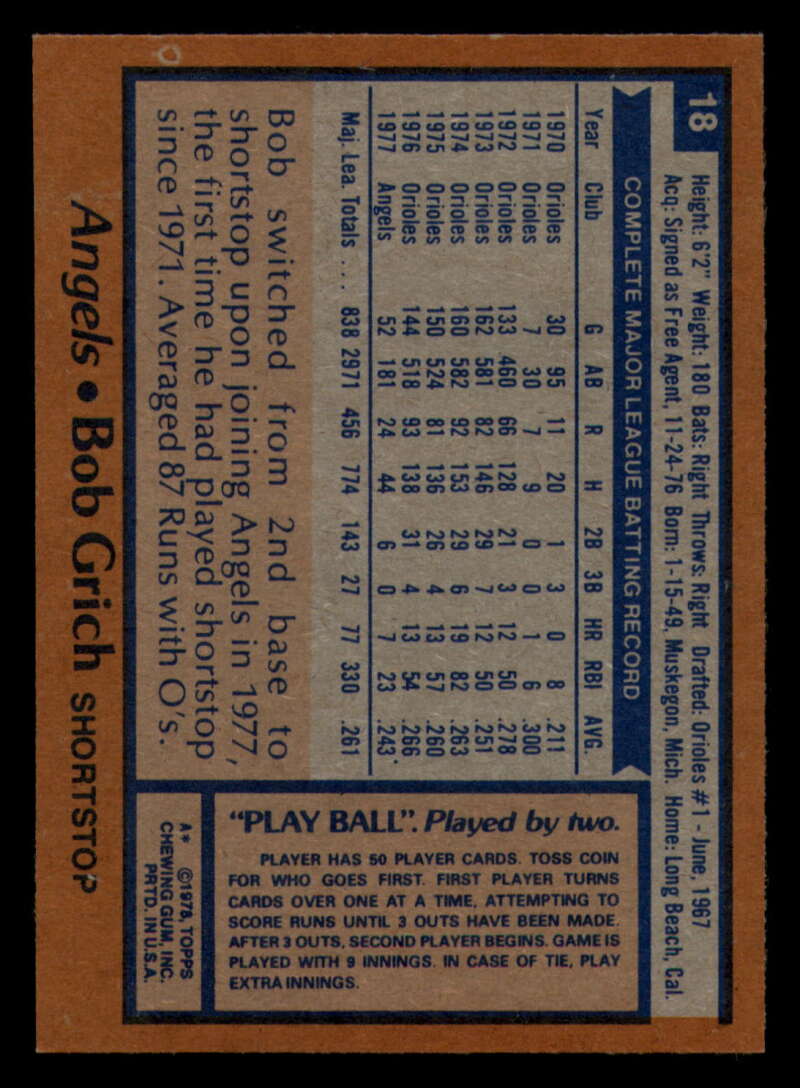 18
Height: 6'2" Weight: 180 Bats: Right Throws: Right Drafted: Orioles #1 - June, 1967
Acq: Signed as Free Agent, 11-24-76 Born: 1-15-49, Muskegon, Mich. Home: Long Beach, Cal.
COMPLETE MAJOR LEAGUE BATTING RECORD
Year Club G AB R H 2B 3B HR RBI AVG.
1970 Orioles 30 95 11 20 1 3 0 8 .211
1971 Orioles 7 30 7 9 0 0 1 6 .300
1972 Orioles 133 460 66 128 21 3 12 50 .278
1973 Orioles 162 581 82 146 29 7 12 50 .251
1974 Orioles 160 582 92 153 29 6 19 82 .263
1975 Orioles 150 524 81 136 26 4 13 57 .260
1976 Orioles 144 518 93 138 31 4 13 54 .266
1977 Angels 52 181 24 44 6 0 7 23 .243
Maj. Lea. Totals ... 838 2971 456 774 143 27 77 330 .261
Bob switched from 2nd base to
shortstop upon joining Angels in 1977,
the first time he had played shortstop
since 1971. Averaged 87 Runs with O's.
"PLAY BALL". Played by two.
PLAYER HAS 50 PLAYER CARDS. TOSS COIN
FOR WHO GOES FIRST. FIRST PLAYER TURNS
CARDS OVER ONE AT A TIME, ATTEMPTING TO
SCORE RUNS UNTIL 3 OUTS HAVE BEEN MADE.
AFTER 3 OUTS, SECOND PLAYER BEGINS. GAME IS
PLAYED WITH 9 INNINGS. IN CASE OF TIE, PLAY
EXTRA INNINGS.
A* ©1978, TOPPS
CHEWING GUM, INC.
PRTD. IN U.S.A.
Angels • Bob Grich SHORTSTOP